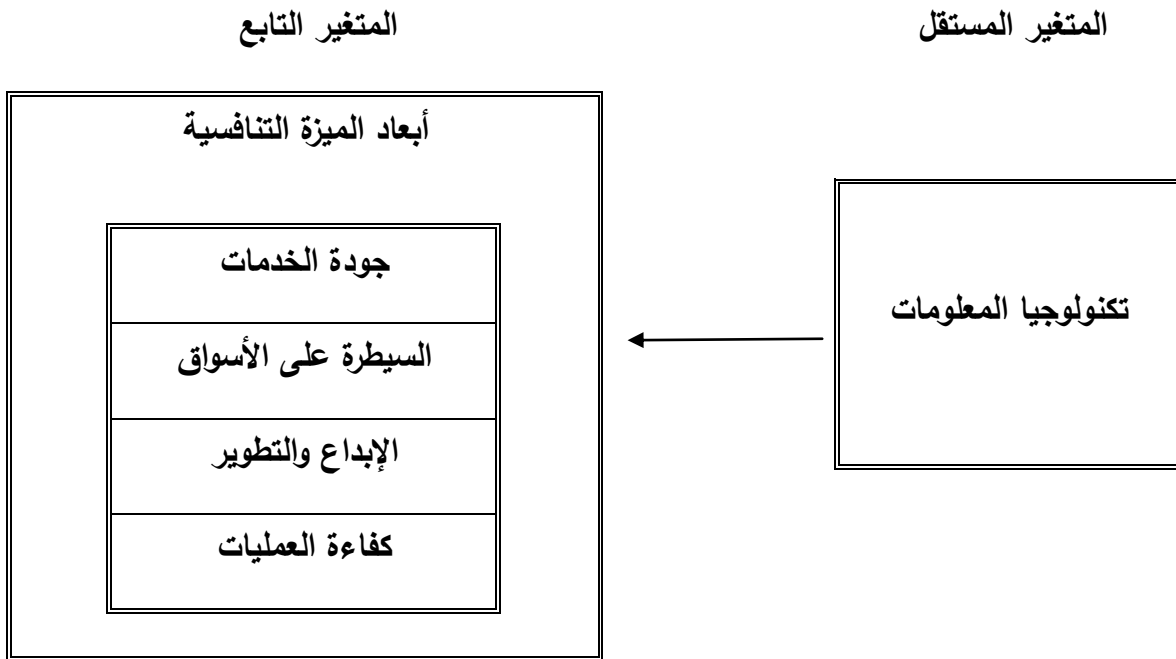 المتغير المستقل
المتغير التابع
أبعاد الميزة التنافسية
تكنولوجيا المعلومات
جودة الخدمات
السيطرة على الأسواق
الإبداع والتطوير
كفاءة العمليات